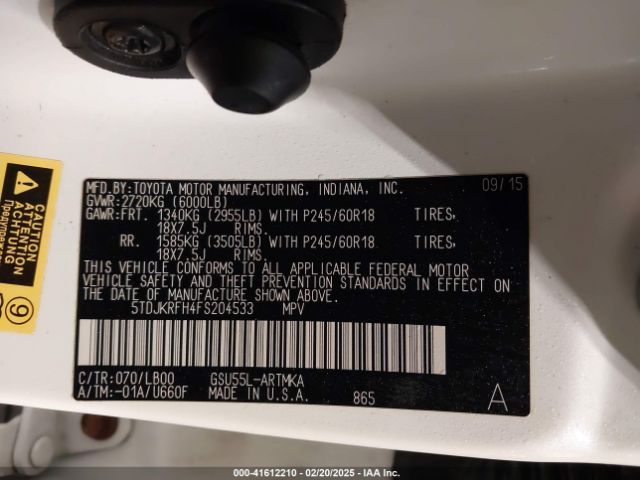 MFD.BY:TOYOTA MOTOR MANUFACTURING, INDIANA, INC. 09/15
GVWR:2720KG (6000LB)
GAWR:FRT. 1340KG (2955LB) WITH P245/60R18 TIRES,
18X7.5J RIMS.
RR. 1585KG (3505LB) WITH P245/60R18 TIRES,
18X7.5J RIMS.
THIS VEHICLE CONFORMS TO ALL APPLICABLE FEDERAL MOTOR
VEHICLE SAFETY AND THEFT PREVENTION STANDARDS IN EFFECT ON
THE DATE OF MANUFACTURE SHOWN ABOVE.
5TDJKRFH4FS204533 MPV
C/TR:070/LB00 GSU55L-ARTMKA
A/TM:-01A/U660F MADE IN U.S.A. 865 A
CAUTION
ATTENTION
ACHTUNG
9
000-41612210 - 02/20/2025 - IAA Inc.